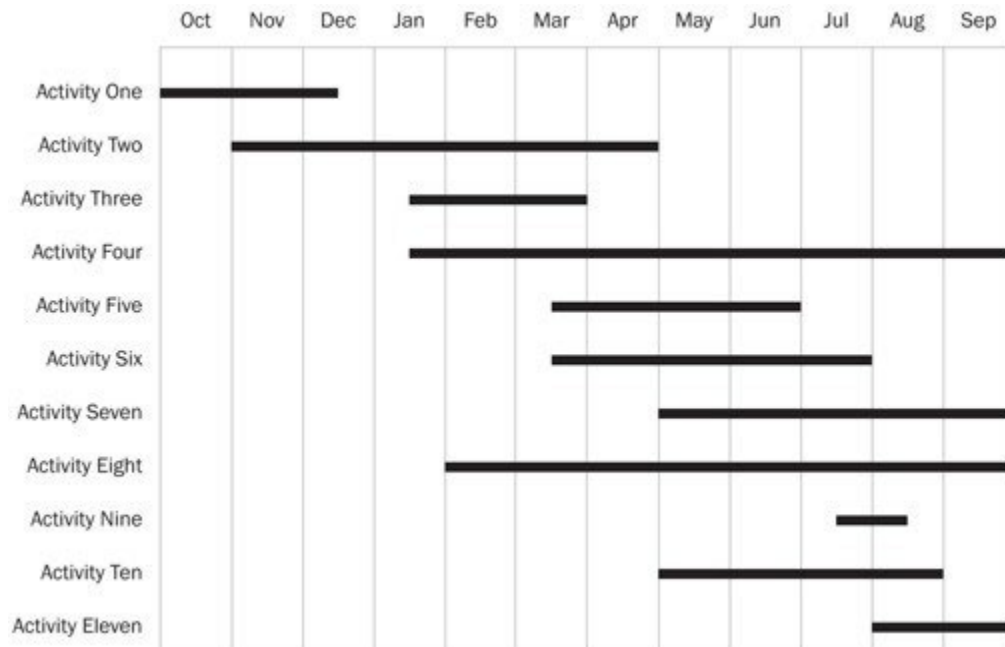 Oct Nov Dec Jan Feb Mar Apr May Jun Jul Aug Sep
Activity One
Activity Two
Activity Three
Activity Four
Activity Five
Activity Six
Activity Seven
Activity Eight
Activity Nine
Activity Ten
Activity Eleven